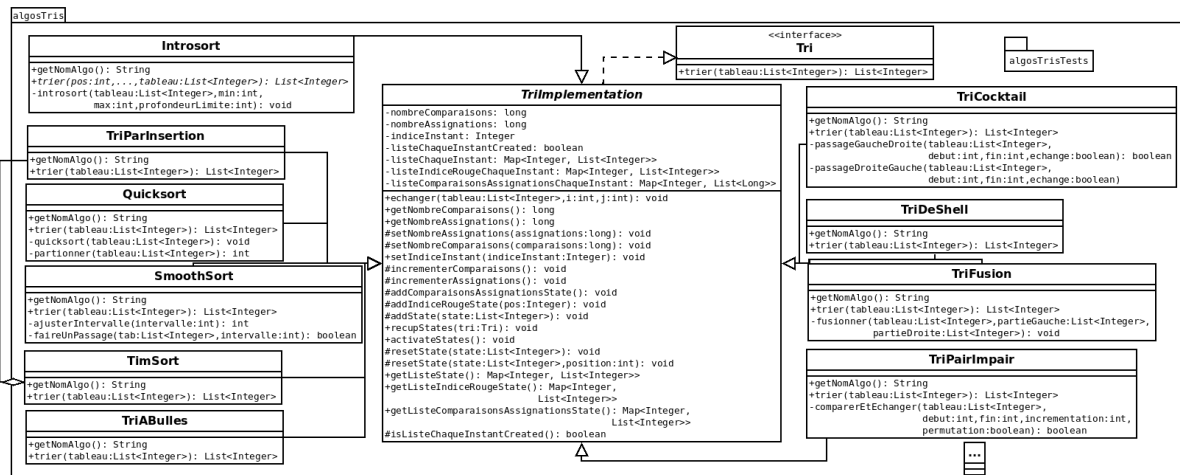 algosTris
Introsort
+getNomAlgo(): String
+trier(pos:int,...,tableau:List<Integer>): List<Integer>
-introsort(tableau:List<Integer>,min:int,
max:int,profondeurLimite:int): void
TriParInsertion
+getNomAlgo(): String
+trier(tableau:List<Integer>): List<Integer>
Quicksort
+getNomAlgo(): String
+trier(tableau:List<Integer>): List<Integer>
-quicksort(tableau:List<Integer>): void
-partionner(tableau:List<Integer>): int
SmoothSort
+getNomAlgo(): String
+trier(tableau:List<Integer>): List<Integer>
-ajusterIntervalle(intervalle:int): int
-faireUnPassage(tab:List<Integer>,intervalle:int): boolean
TimSort
+getNomAlgo(): String
+trier(tableau:List<Integer>): List<Integer>
TriABulles
+getNomAlgo(): String
+trier(tableau:List<Integer>): List<Integer>
<<interface>>
Tri
+trier(tableau:List<Integer>): List<Integer>
TriImplementation
-nombreComparaisons: long
-nombreAssignations: long
-indiceInstant: Integer
-listeChaqueInstantCreated: boolean
-listeChaqueInstant: Map<Integer, List<Integer>>
-listeIndiceRougeChaqueInstant: Map<Integer, List<Integer>>
-listeComparaisonsAssignationsChaqueInstant: Map<Integer, List<Long>>
+echanger(tableau:List<Integer>,i:int,j:int): void
+getNombreComparaisons(): long
+getNombreAssignations(): long
#setNombreAssignations(assignations:long): void
#setNombreComparaisons(comparaisons:long): void
+setIndiceInstant(indiceInstant:Integer): void
#incrementerComparaisons(): void
#incrementerAssignations(): void
#addComparaisonsAssignationsState(): void
#addIndiceRougeState(pos:Integer): void
#addState(state:List<Integer>): void
+recupStates(tri:Tri): void
+activateStates(): void
#resetState(state:List<Integer>): void
#resetState(state:List<Integer>,position:int): void
+getListeState(): Map<Integer, List<Integer>>
+getListeIndiceRougeState(): Map<Integer,
List<Integer>>
+getListeComparaisonsAssignationsState(): Map<Integer,
List<Integer>>
#isListeChaqueInstantCreated(): boolean
algosTrisTests
TriCocktail
+getNomAlgo(): String
+trier(tableau:List<Integer>): List<Integer>
-passageGaucheDroite(tableau:List<Integer>,
debut:int,fin:int,echange:boolean): boolean
-passageDroiteGauche(tableau:List<Integer>,
debut:int,fin:int,echange:boolean)
TriDeShell
+getNomAlgo(): String
+trier(tableau:List<Integer>): List<Integer>
TriFusion
+getNomAlgo(): String
+trier(tableau:List<Integer>): List<Integer>
-fusionner(tableau:List<Integer>,partieGauche:List<Integer>,
partieDroite:List<Integer>): void
TriPairImpair
+getNomAlgo(): String
+trier(tableau:List<Integer>): List<Integer>
-comparerEtEchanger(tableau:List<Integer>,
debut:int,fin:int,incrementation:int,
permutation:boolean): boolean
...